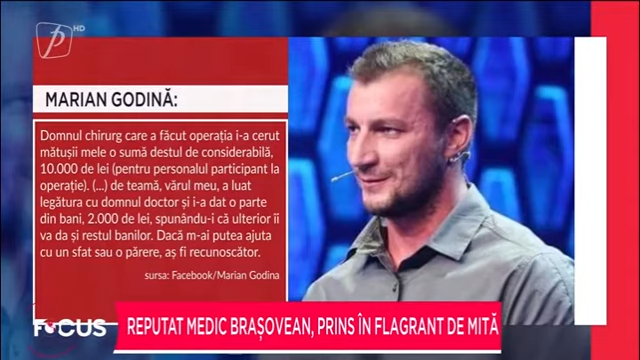 p HD
MARIAN GODINĂ:
Domnul chirurg care a făcut operația i-a cerut
mătușii mele o sumă destul de considerabilă,
10.000 de lei (pentru personalul participant la
operație). (...) de teamă, vărul meu, a luat
legătura cu domnul doctor și i-a dat o parte
din bani, 2.000 de lei, spunându-i că ulterior îi
va da și restul banilor. Dacă m-ai putea ajuta
cu un sfat sau o părere, aș fi recunoscător.
sursa: Facebook/Marian Godina
FOCUS
REPUTAT MEDIC BRAȘOVEAN, PRINS ÎN FLAGRANT DE MITĂ